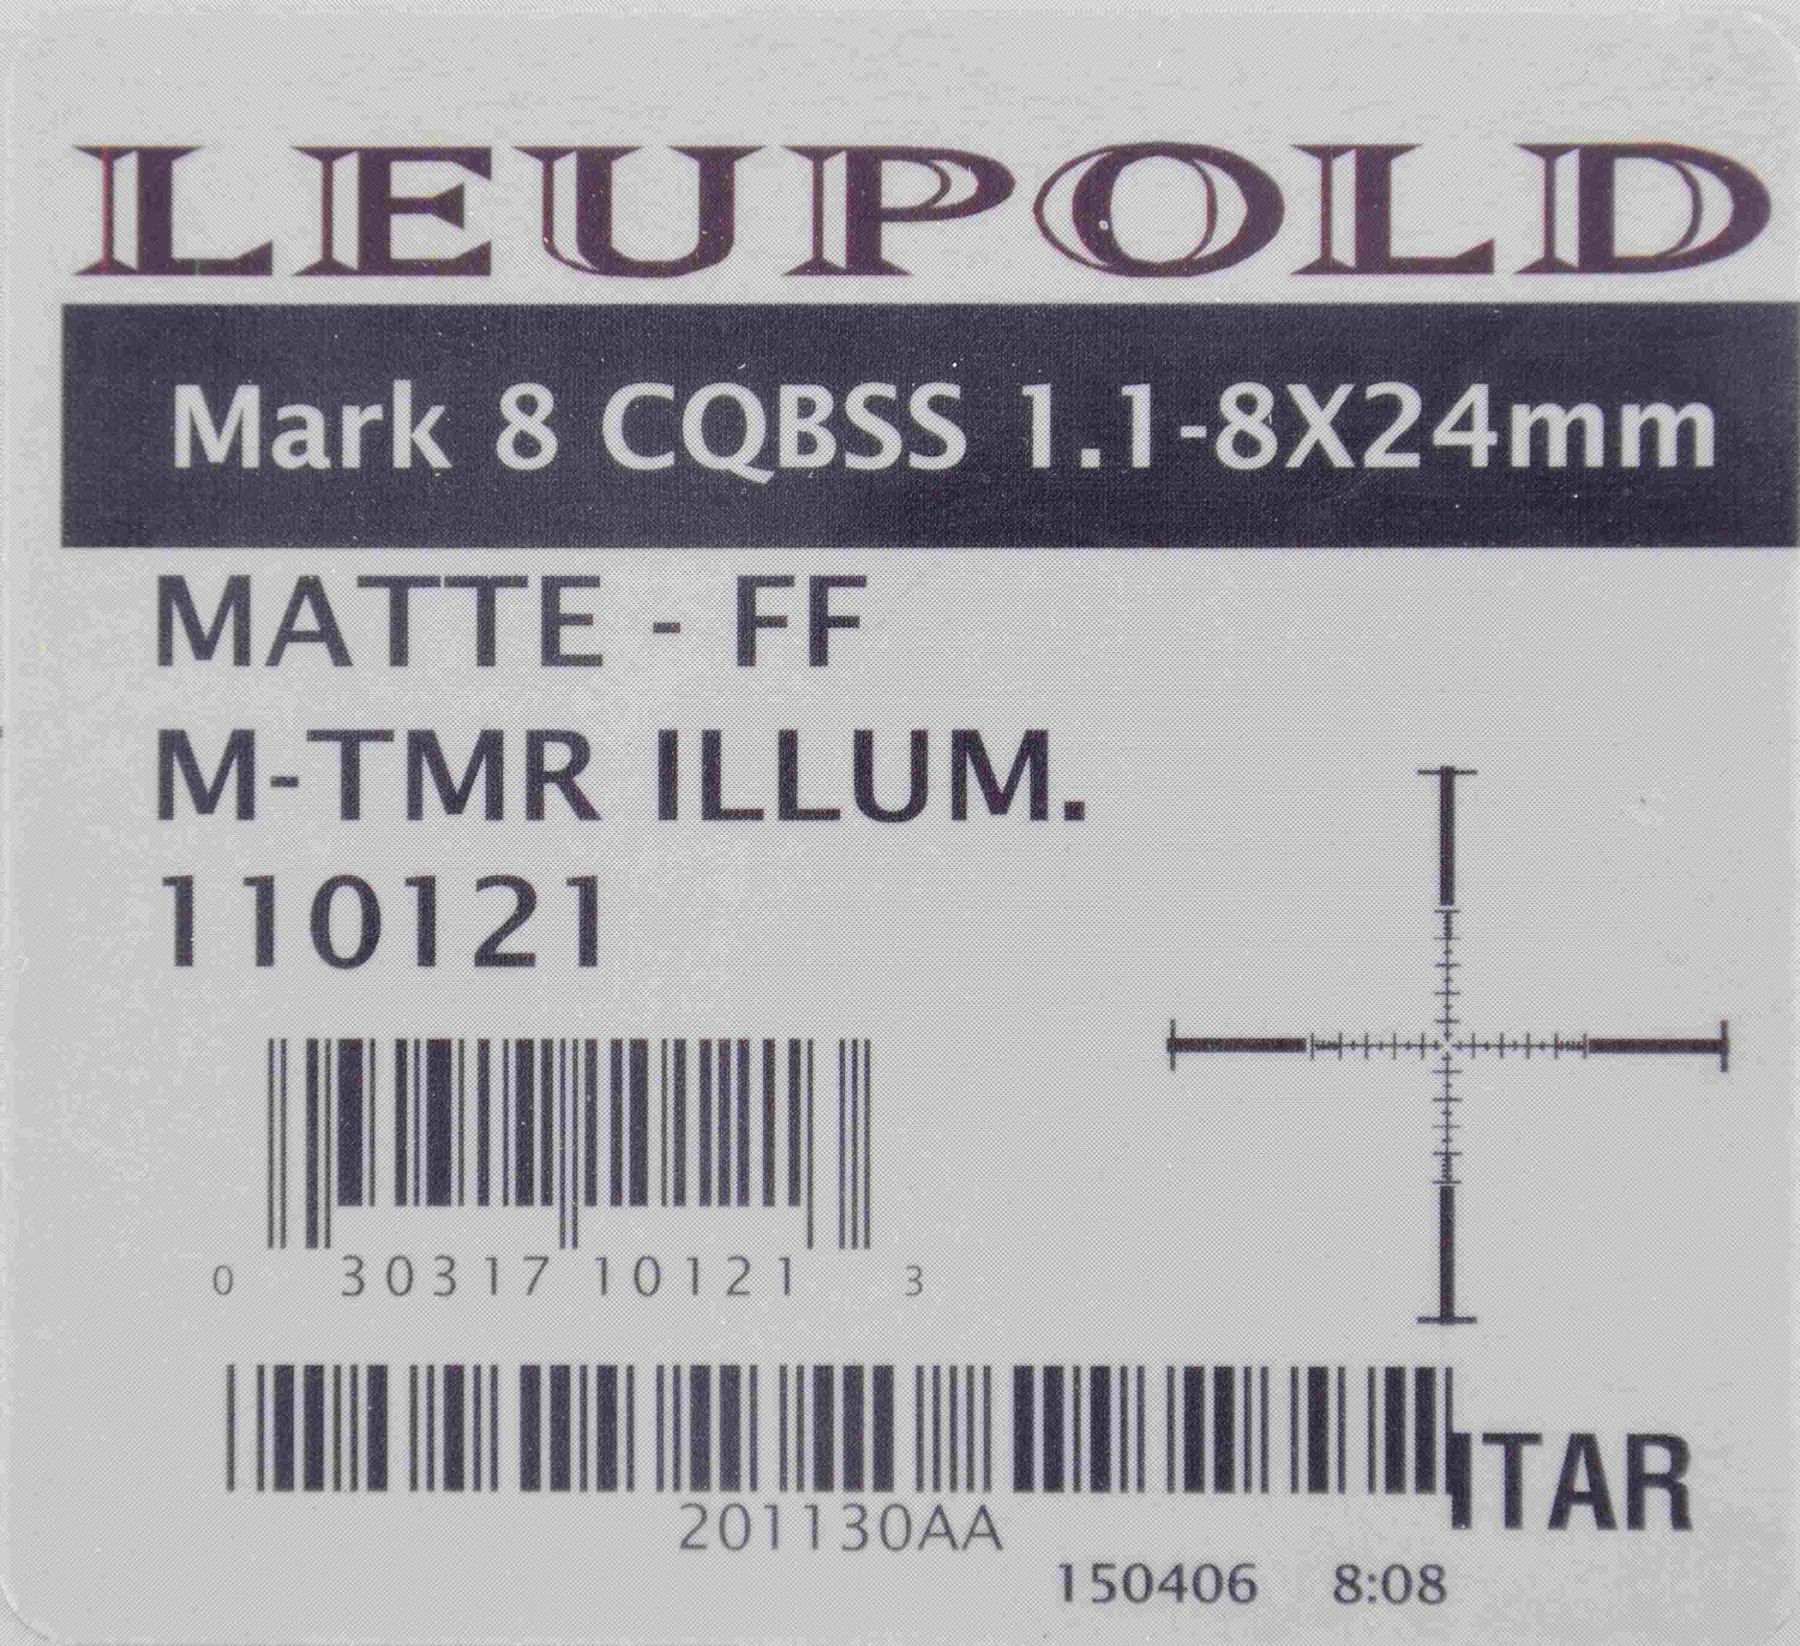 LEUPOLD
Mark 8 CQBSS 1.1-8X24mm
MATTE - FF
M-TMR ILLUM.
110121
0 30317 10121 3
ITAR
201130AA
150406 8:08